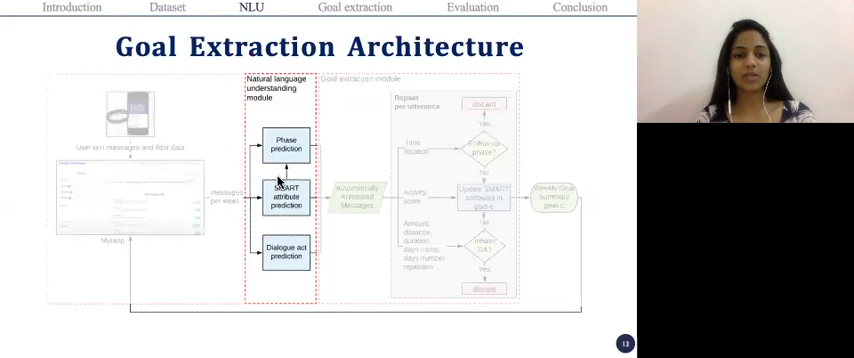 Introduction Dataset NLU Goal extraction Evaluation Conclusion
Goal Extraction Architecture
Natural language
understanding
module
Goal extraction module
Repeat
per utterance
discard
Yes
Phase
prediction
Time,
location
Follow-up
phase?
User text messages and fitbit data
No
messages
per week
SMART
attribute
prediction
Automatically
Annotated
Messages
Activity,
score
Update SMART
attributes in
goal-c
Weekly Goal
Summary
goal-c
No
Dialogue act
prediction
Amount,
distance,
duration
days name,
days number,
repetition
Inform
DA?
Yes
discard
13